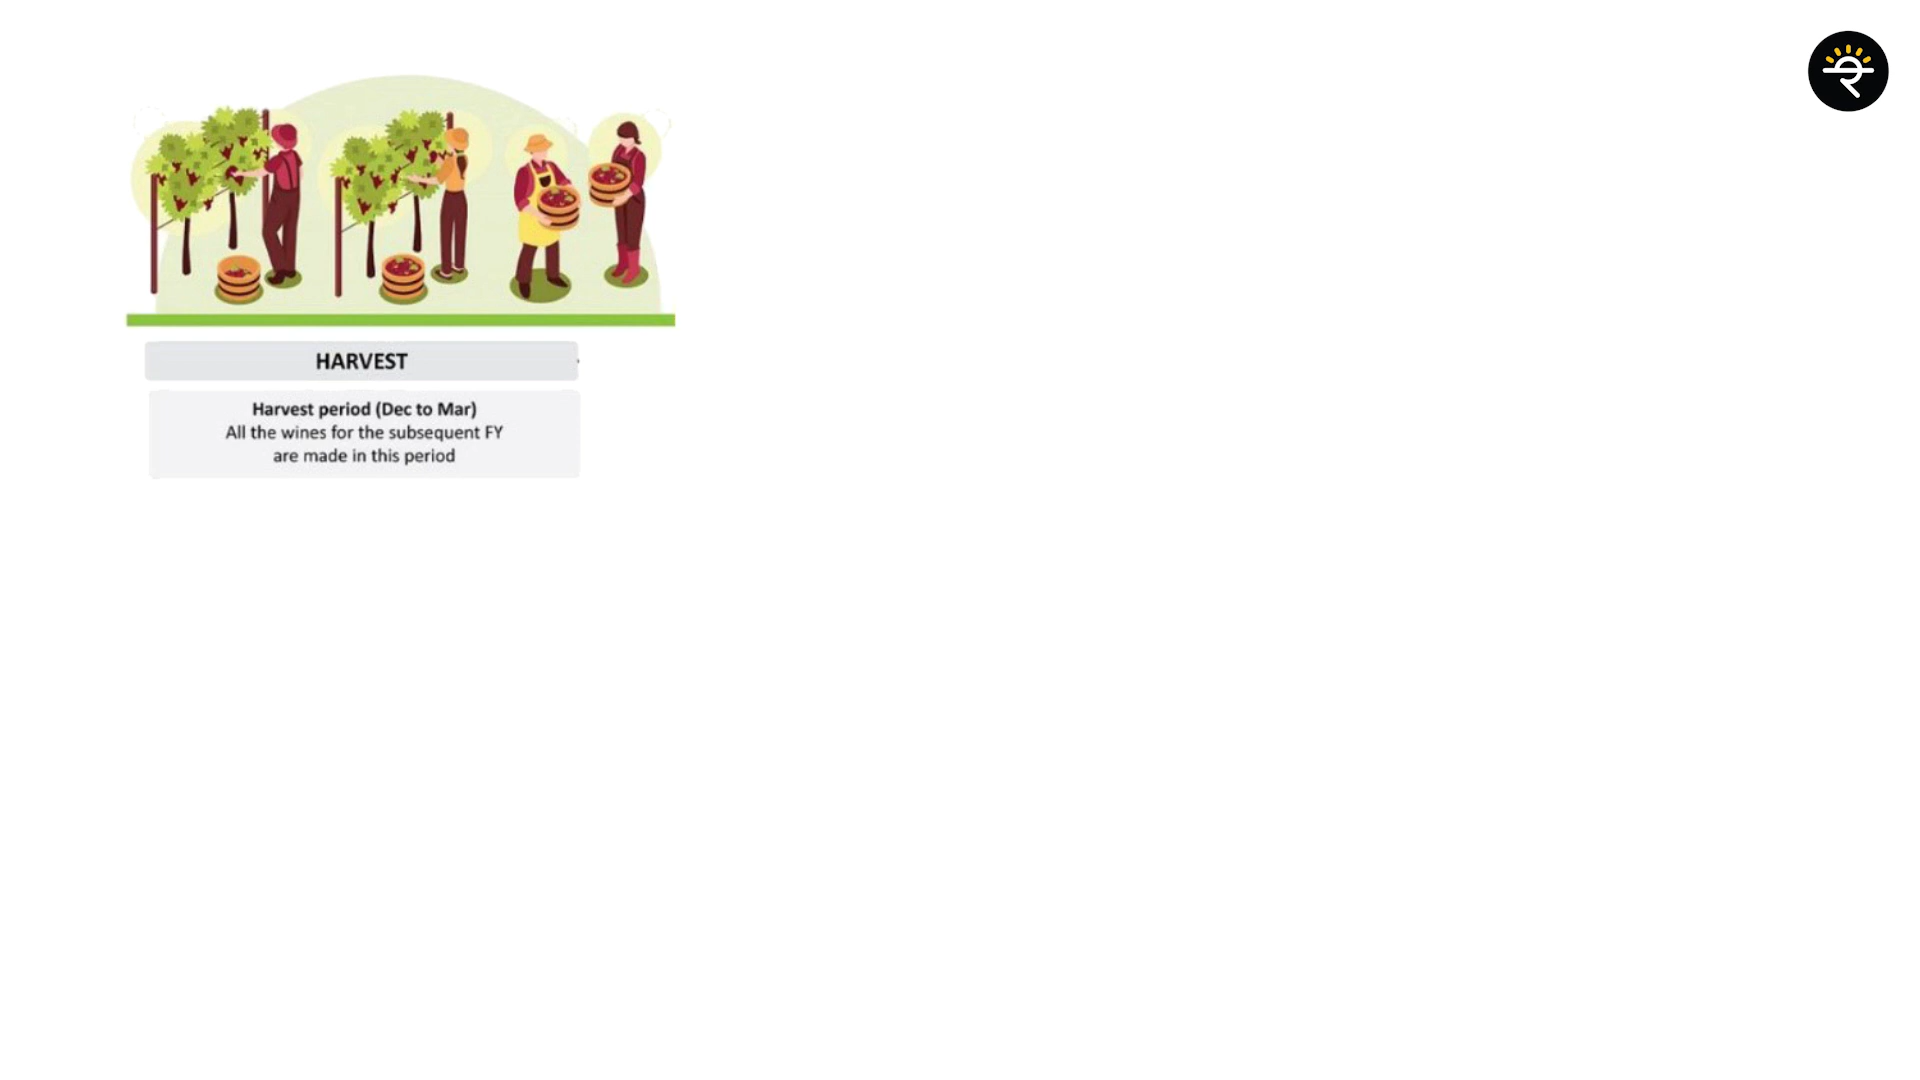 HARVEST
Harvest period (Dec to Mar)
All the wines for the subsequent FY
are made in this period